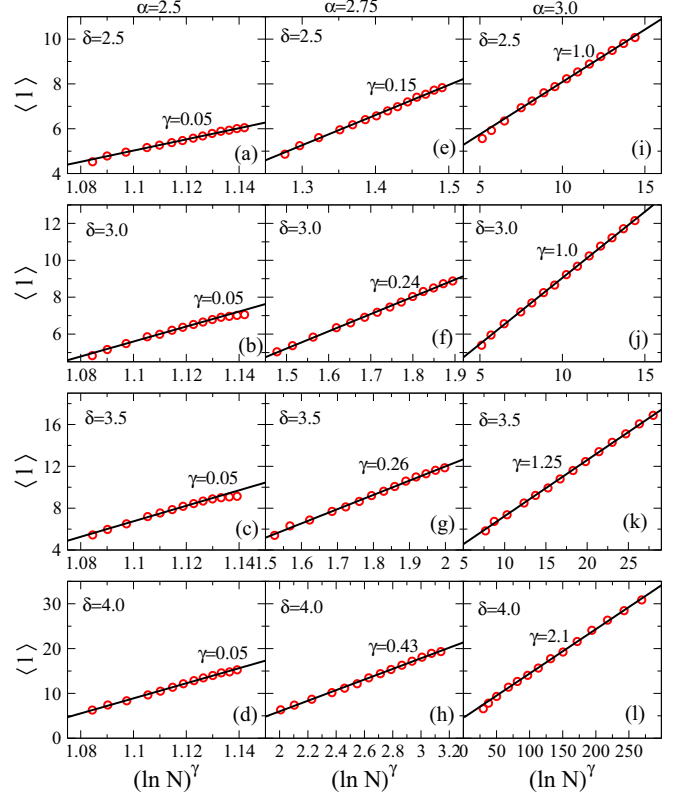 α=2.5 α=2.75 α=3.0
10
8
6
4
⟨ l ⟩
δ=2.5
γ=0.05
(a)
1.08 1.1 1.12 1.14
δ=2.5
γ=0.15
(e)
1.3 1.4 1.5
δ=2.5
γ=1.0
(i)
5 10 15
12
10
8
6
⟨ l ⟩
δ=3.0
γ=0.05
(b)
1.08 1.1 1.12 1.14
δ=3.0
γ=0.24
(f)
1.5 1.6 1.7 1.8 1.9
δ=3.0
γ=1.0
(j)
5 10 15
16
12
8
4
⟨ l ⟩
δ=3.5
γ=0.05
(c)
1.08 1.1 1.12 1.14
δ=3.5
γ=0.26
(g)
1.5 1.6 1.7 1.8 1.9 2
δ=3.5
γ=1.25
(k)
5 10 15 20 25
30
20
10
0
⟨ l ⟩
δ=4.0
γ=0.05
(d)
1.08 1.1 1.12 1.14
(ln N)^γ
δ=4.0
γ=0.43
(h)
2 2.2 2.4 2.6 2.8 3 3.2
(ln N)^γ
δ=4.0
γ=2.1
(l)
0 50 100 150 200 250
(ln N)^γ